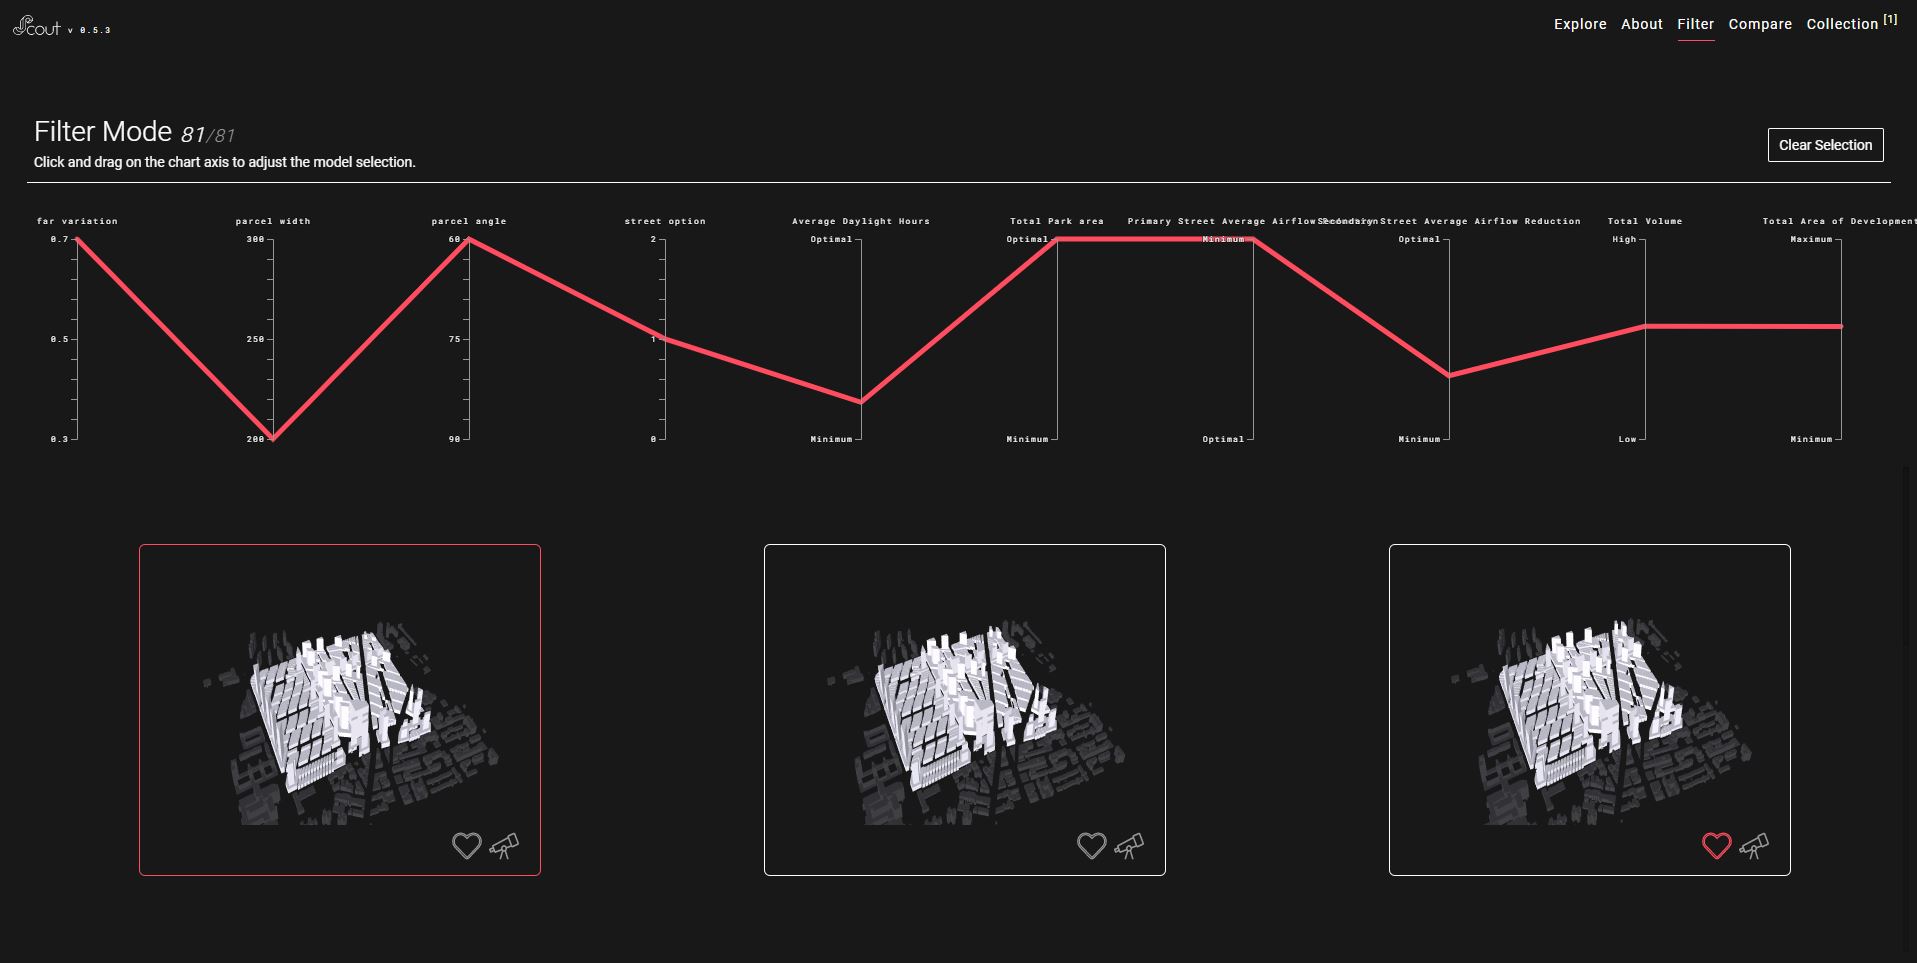 Scout v 0.5.3
Explore About Filter Compare Collection [1]
Filter Mode 81/81
Click and drag on the chart axis to adjust the model selection.
Clear Selection
far variation parcel width parcel angle street option Average Daylight Hours Total Park area Primary Street Average Airflow Secondary Street Average Airflow Reduction Total Volume Total Area of Development
0.7 300 60 2 Optimal Optimal Minimum Optimal High Maximum
0.5 250 75 1
0.3 200 90 0 Minimum Minimum Optimal Minimum Low Minimum